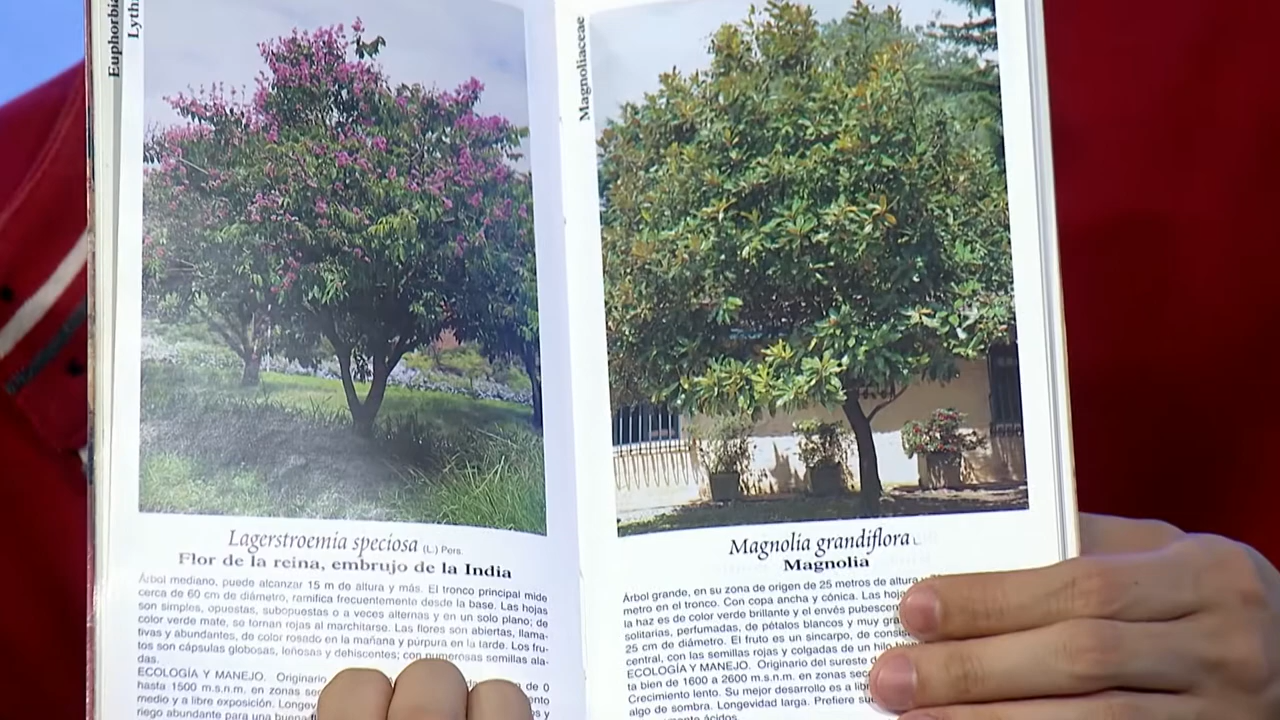 Euphorbia
Lyth
Lagerstroemia speciosa (L.) Pers.
Flor de la reina, embrujo de la India
Árbol mediano, puede alcanzar 15 m de altura y más. El tronco principal mide
cerca de 60 cm de diámetro, ramifica frecuentemente desde la base. Las hojas
son simples, opuestas, subopuestas o a veces alternas y en un solo plano; de
color verde mate, se tornan rojas al marchitarse. Las flores son abiertas, llama-
tivas y abundantes, de color rosado en la mañana y púrpura en la tarde. Los fru-
tos son cápsulas globosas, leñosas y dehiscentes; con numerosas semillas ala-
das.
ECOLOGÍA Y MANEJO. Originario de 0
hasta 1500 m.s.n.m. en zonas
medio y a libre exposición.
riego abundante para una y
Magnoliaceae
Magnolia grandiflora L.
Magnolia
Árbol grande, en su zona de origen de 25 metros de altura
metro en el tronco. Con copa ancha y cónica. Las hojas
la haz es de color verde brillante y el envés
solitarias, perfumadas, de pétalos blancos y muy
25 cm de diámetro. El fruto es un sincarpo, de
central, con las semillas rojas y colgadas de un hilo
ECOLOGÍA Y MANEJO. Originario del sureste
ta bien de 1600 a 2600 m.s.n.m. en zonas
Crecimiento lento. Su mejor desarrollo es a
algo de sombra. Longevidad larga. Prefiere
ácidos.